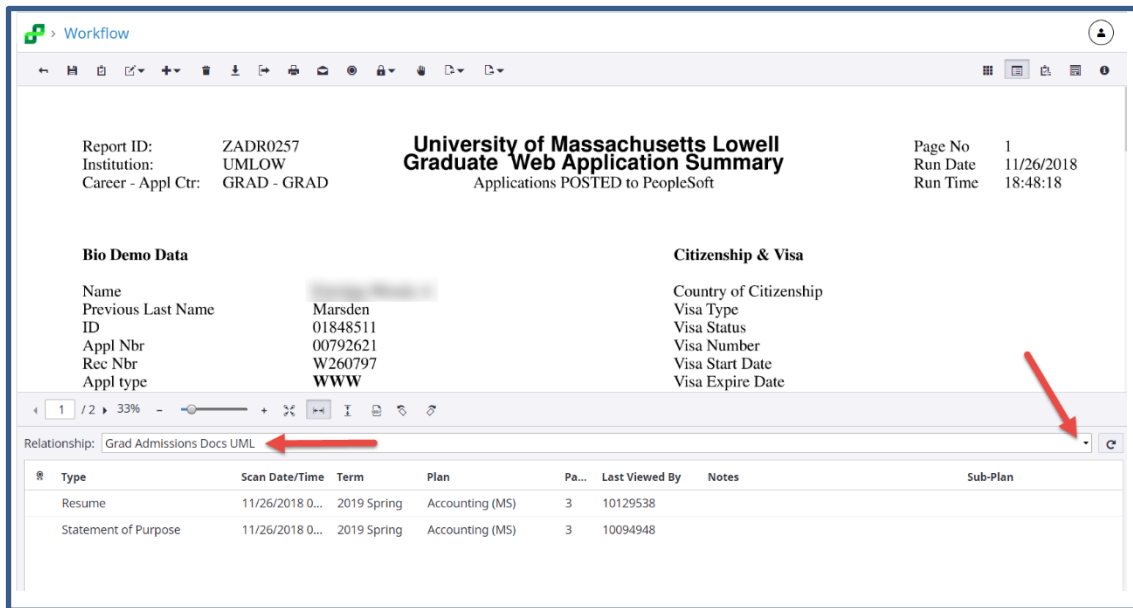 Workflow
Report ID: ZADR0257 University of Massachusetts Lowell Page No 1
Institution: UMLOW Graduate Web Application Summary Run Date 11/26/2018
Career - Appl Ctr: GRAD - GRAD Applications POSTED to PeopleSoft Run Time 18:48:18
Bio Demo Data Citizenship & Visa
Name Country of Citizenship
Previous Last Name Marsden Visa Type
ID 01848511 Visa Status
Appl Nbr 00792621 Visa Number
Rec Nbr W260797 Visa Start Date
Appl type WWW Visa Expire Date
1 / 2 33% - +
Relationship: Grad Admissions Docs UML
Type Scan Date/Time Term Plan Pa... Last Viewed By Notes Sub-Plan
Resume 11/26/2018 0... 2019 Spring Accounting (MS) 3 10129538
Statement of Purpose 11/26/2018 0... 2019 Spring Accounting (MS) 3 10094948